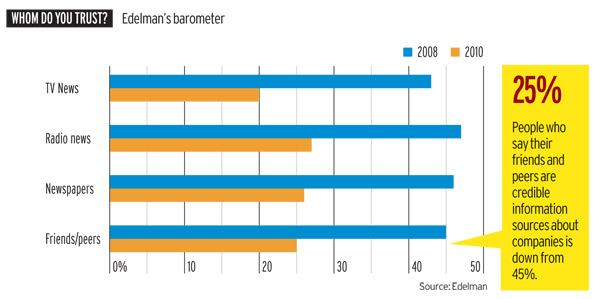 WHOM DO YOU TRUST? Edelman's barometer
2008 2010
TV News
Radio news
Newspapers
Friends/peers
0% 10 20 30 40 50
Source: Edelman
25%
People who
say their
friends and
peers are
credible
information
sources about
companies is
down from
45%.